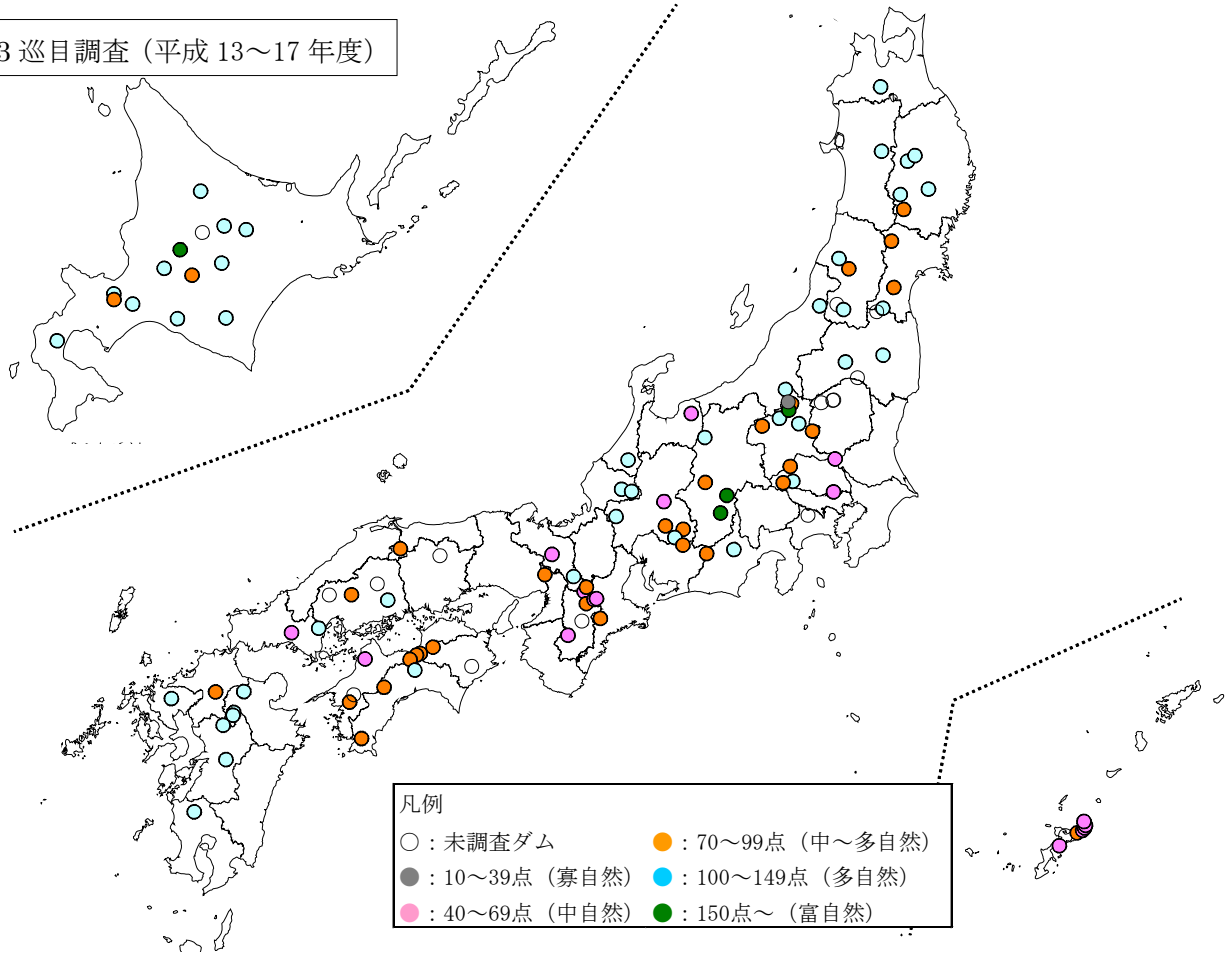 3 巡目調査（平成 13～17 年度）
凡例
○：未調査ダム
●：70～99点（中～多自然）
●：10～39点（寡自然）
●：100～149点（多自然）
●：40～69点（中自然）
●：150点～（富自然）